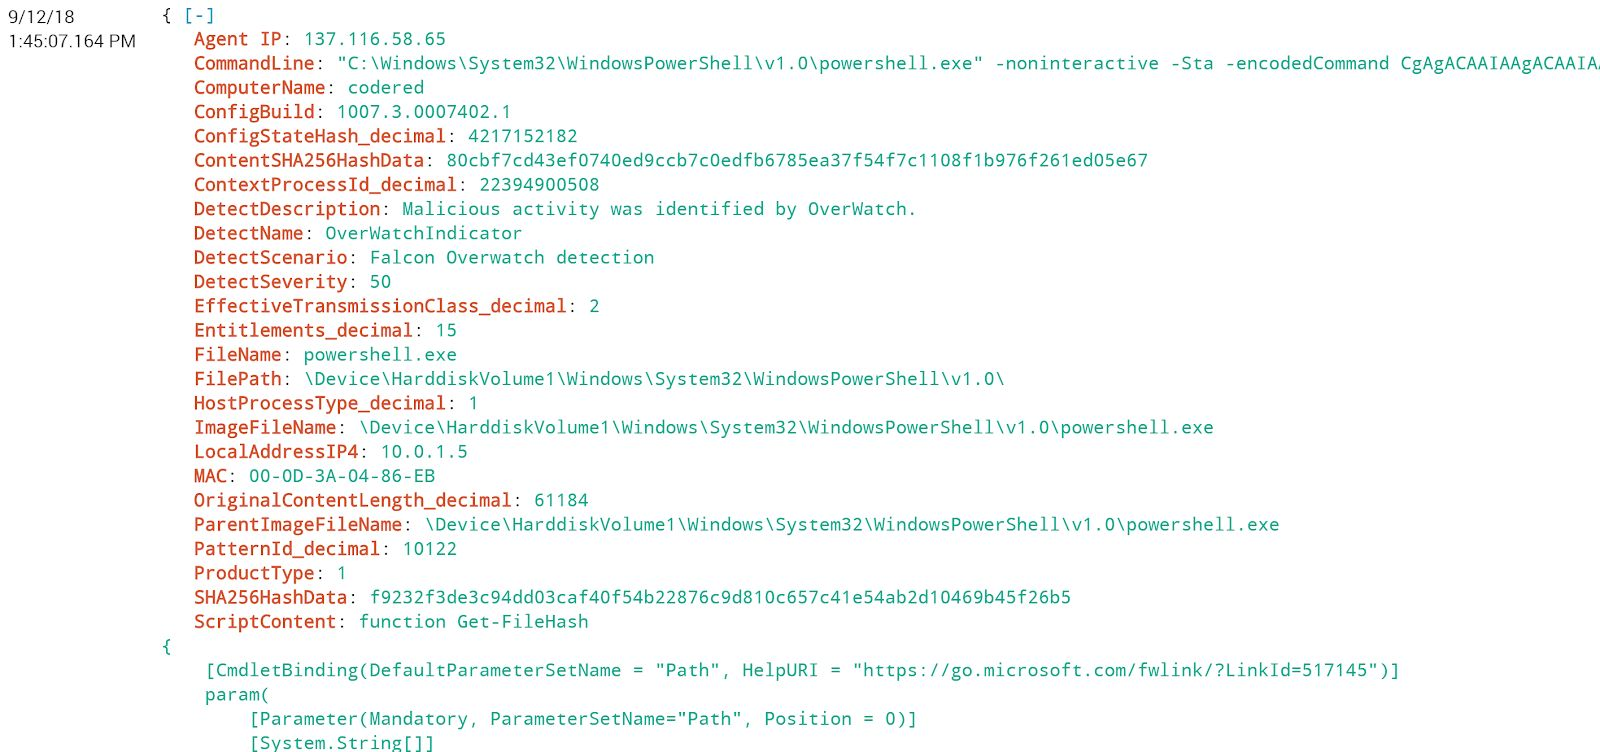 9/12/18
1:45:07.164 PM
{ [-]
Agent IP: 137.116.58.65
CommandLine: "C:\Windows\System32\WindowsPowerShell\v1.0\powershell.exe" -noninteractive -Sta -encodedCommand CgAgACAAIAAgACAAIAA
ComputerName: codered
ConfigBuild: 1007.3.0007402.1
ConfigStateHash_decimal: 4217152182
ContentSHA256HashData: 80cbf7cd43ef0740ed9ccb7c0edfb6785ea37f54f7c1108f1b976f261ed05e67
ContextProcessId_decimal: 22394900508
DetectDescription: Malicious activity was identified by OverWatch.
DetectName: OverWatchIndicator
DetectScenario: Falcon Overwatch detection
DetectSeverity: 50
EffectiveTransmissionClass_decimal: 2
Entitlements_decimal: 15
FileName: powershell.exe
FilePath: \Device\HarddiskVolume1\Windows\System32\WindowsPowerShell\v1.0\
HostProcessType_decimal: 1
ImageFileName: \Device\HarddiskVolume1\Windows\System32\WindowsPowerShell\v1.0\powershell.exe
LocalAddressIP4: 10.0.1.5
MAC: 00-0D-3A-04-86-EB
OriginalContentLength_decimal: 61184
ParentImageFileName: \Device\HarddiskVolume1\Windows\System32\WindowsPowerShell\v1.0\powershell.exe
PatternId_decimal: 10122
ProductType: 1
SHA256HashData: f9232f3de3c94dd03caf40f54b22876c9d810c657c41e54ab2d10469b45f26b5
ScriptContent: function Get-FileHash
{
[CmdletBinding(DefaultParameterSetName = "Path", HelpURI = "https://go.microsoft.com/fwlink/?LinkId=517145")]
param(
[Parameter(Mandatory, ParameterSetName="Path", Position = 0)]
[System.String[]]